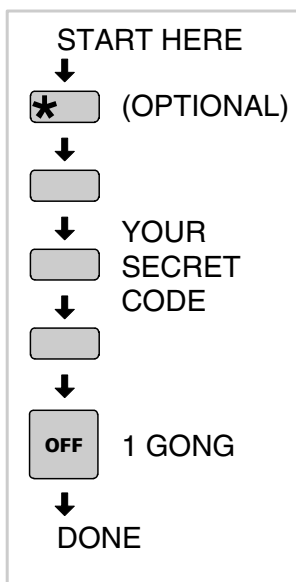 START HERE
* (OPTIONAL)
YOUR
SECRET
CODE
OFF 1 GONG
DONE